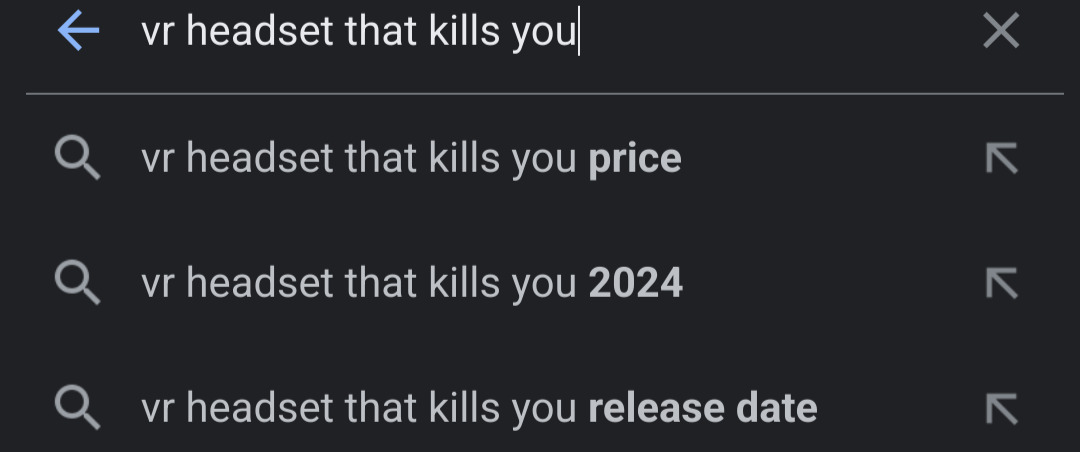 vr headset that kills you
vr headset that kills you price
vr headset that kills you 2024
vr headset that kills you release date